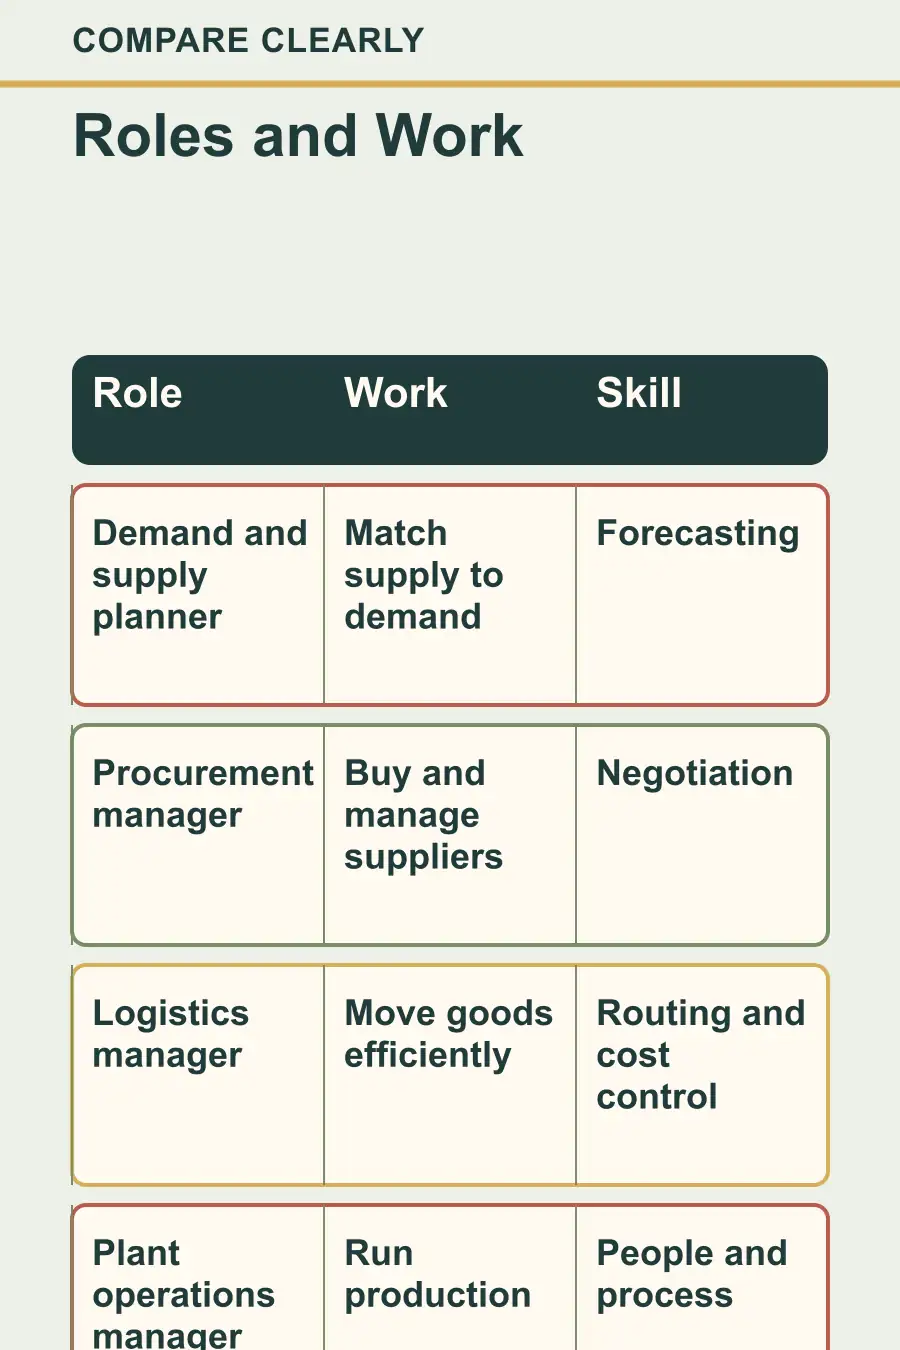 COMPARE CLEARLY
Roles and Work
Role Work Skill
Demand and Match Forecasting
supply supply to
planner demand
Procurement Buy and Negotiation
manager manage
suppliers
Logistics Move goods Routing and
manager efficiently cost
control
Plant Run People and
operations production process
manager